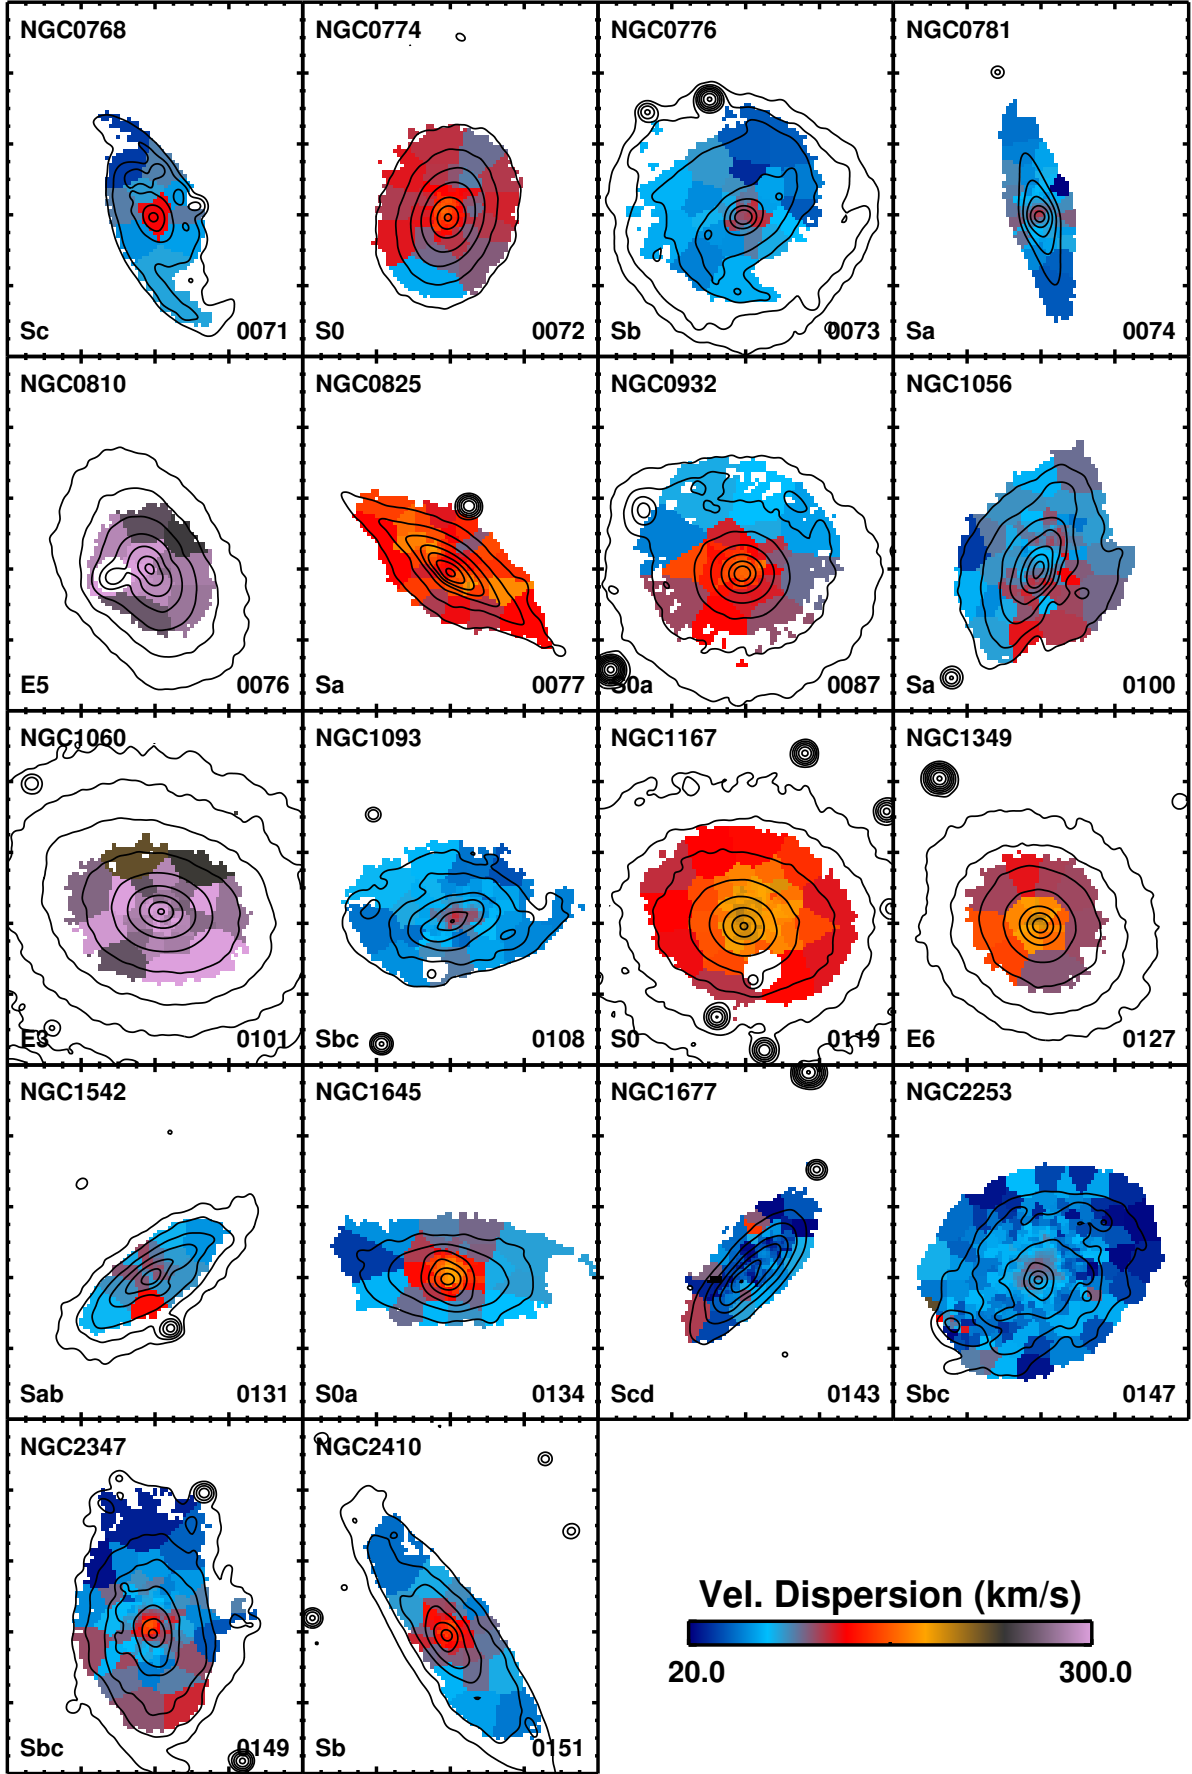 NGC0768 NGC0774 NGC0776 NGC0781
Sc 0071 S0 0072 Sb 0073 Sa 0074
NGC0810 NGC0825 NGC0932 NGC1056
E5 0076 Sa 0077 S0a 0087 Sa 0100
NGC1060 NGC1093 NGC1167 NGC1349
E3 0101 Sbc 0108 S0 0119 E6 0127
NGC1542 NGC1645 NGC1677 NGC2253
Sab 0131 S0a 0134 Scd 0143 Sbc 0147
NGC2347 NGC2410
Vel. Dispersion (km/s)
20.0 300.0
Sbc 0149 Sb 0151